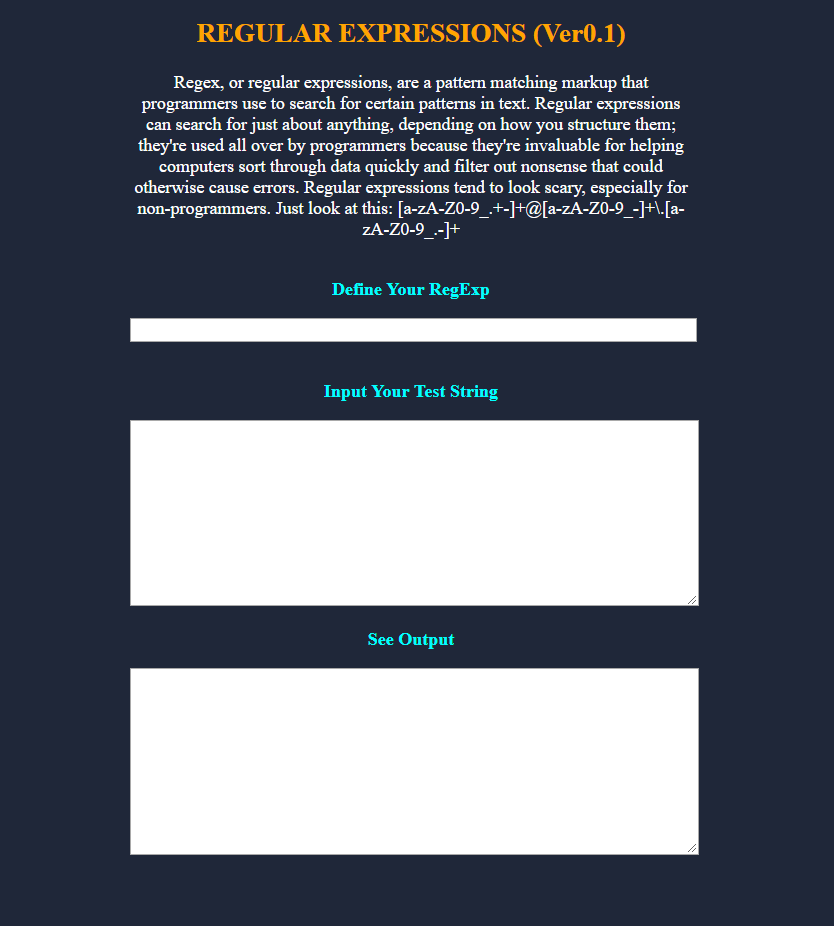 REGULAR EXPRESSIONS (Ver0.1)
Regex, or regular expressions, are a pattern matching markup that
programmers use to search for certain patterns in text. Regular expressions
can search for just about anything, depending on how you structure them;
they're used all over by programmers because they're invaluable for helping
computers sort through data quickly and filter out nonsense that could
otherwise cause errors. Regular expressions tend to look scary, especially for
non-programmers. Just look at this: [a-zA-Z0-9_.+-]+@[a-zA-Z0-9_-]+\.[a-
zA-Z0-9_.-]+
Define Your RegExp
Input Your Test String
See Output